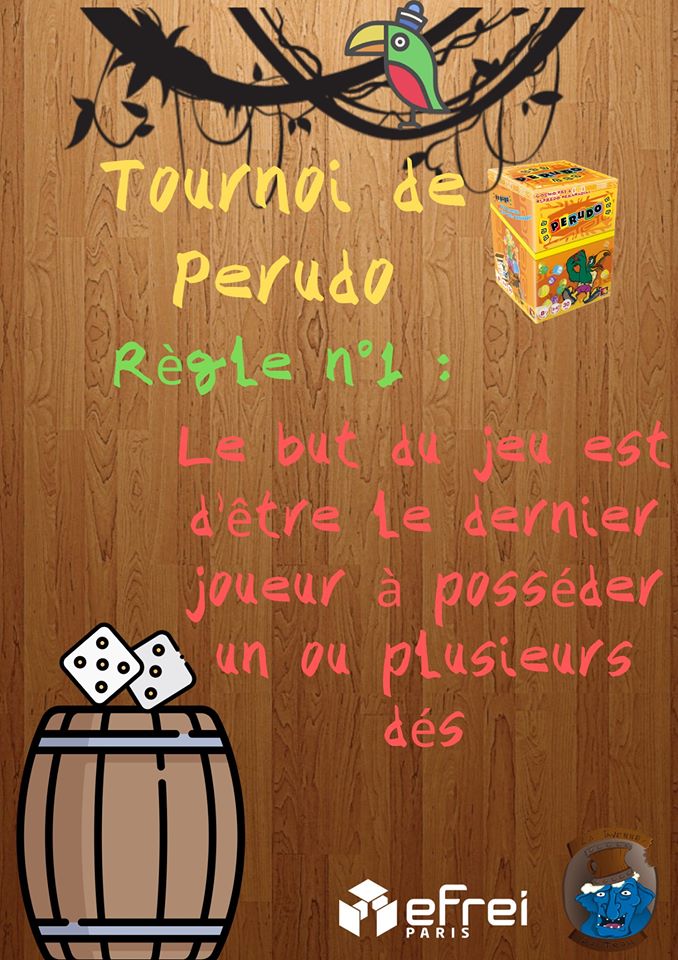 Tournoi de
Perudo
Règle n°1 :
Le but du jeu est
d'être le dernier
joueur à posséder
un ou plusieurs
dés
PERUDO
PERUDO
efrei
PARIS